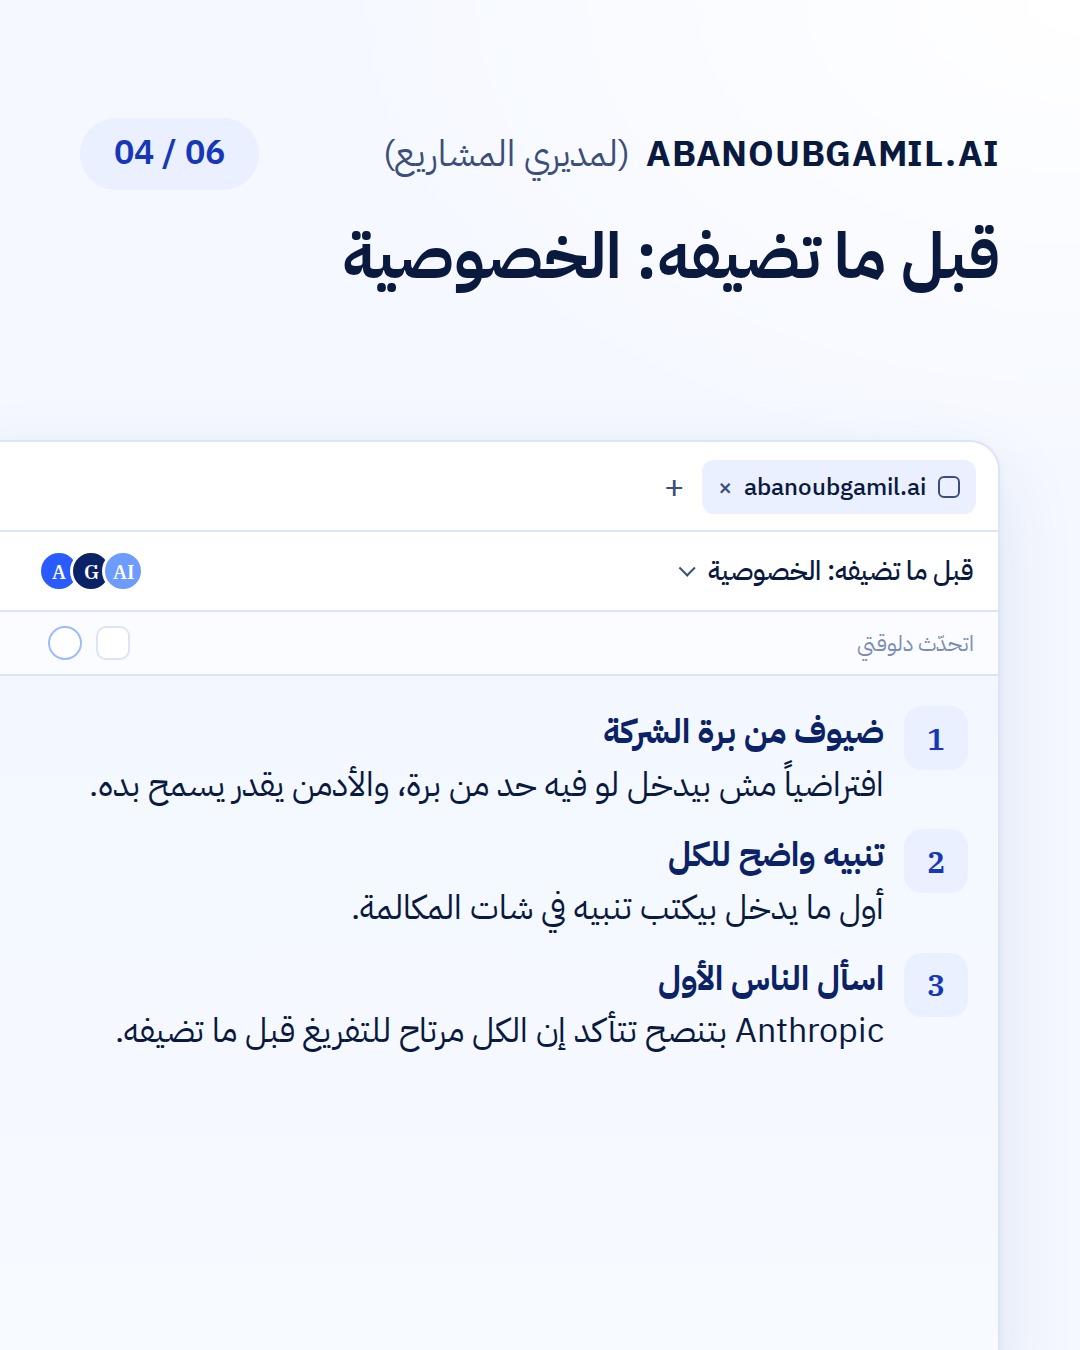 ABANOUBGAMIL.AI (لمديري المشاريع)
04 / 06
قبل ما تضيفه: الخصوصية
abanoubgamil.ai × +
قبل ما تضيفه: الخصوصية
A G AI
اتحدّث دلوقتي
1
ضيوف من برة الشركة
افتراضياً مش بيدخل لو فيه حد من برة، والأدمن يقدر يسمح بده.
2
تنبيه واضح للكل
أول ما يدخل بيكتب تنبيه في شات المكالمة.
3
اسأل الناس الأول
Anthropic بتنصح تتأكد إن الكل مرتاح للتفريغ قبل ما تضيفه.